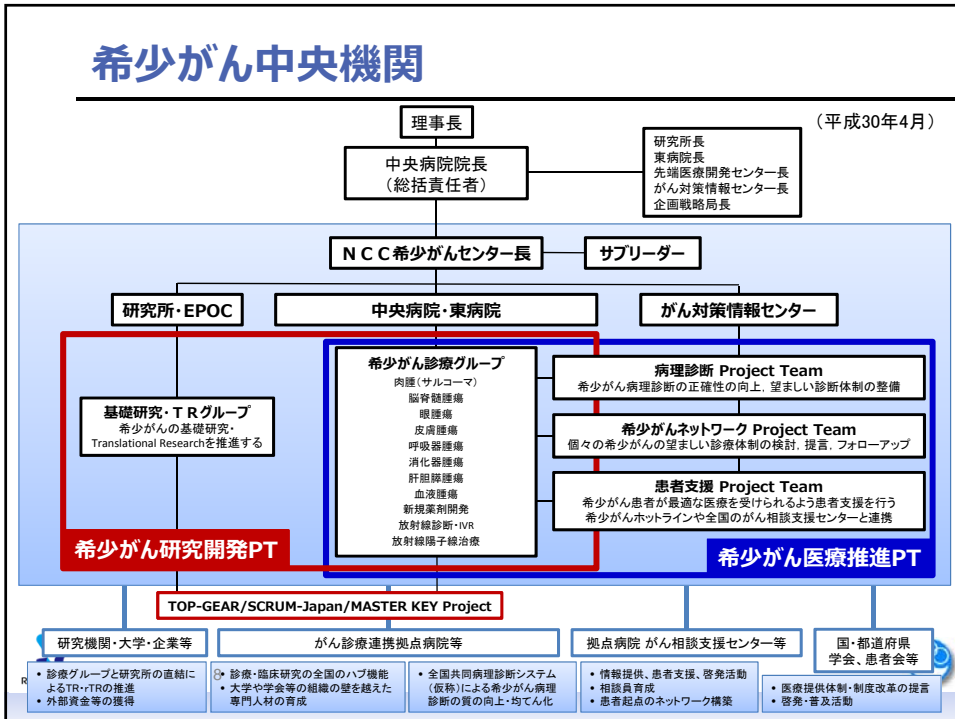 希少がん中央機関
（平成30年4月）
理事長
中央病院院長
（総括責任者）
研究所長
東病院長
先端医療開発センター長
がん対策情報センター長
企画戦略局長
ＮＣＣ希少がんセンター長
サブリーダー
研究所・EPOC
中央病院・東病院
がん対策情報センター
希少がん診療グループ
肉腫（サルコーマ）
脳脊髄腫瘍
眼腫瘍
皮膚腫瘍
呼吸器腫瘍
消化器腫瘍
肝胆膵腫瘍
血液腫瘍
新規薬剤開発
放射線診断・IVR
放射線陽子線治療
基礎研究・ＴＲグループ
希少がんの基礎研究・
Translational Researchを推進する
病理診断 Project Team
希少がん病理診断の正確性の向上，望ましい診断体制の整備
希少がんネットワーク Project Team
個々の希少がんの望ましい診療体制の検討，提言，フォローアップ
患者支援 Project Team
希少がん患者が最適な医療を受けられるよう患者支援を行う
希少がんホットラインや全国のがん相談支援センターと連携
希少がん研究開発PT
希少がん医療推進PT
TOP-GEAR/SCRUM-Japan/MASTER KEY Project
研究機関・大学・企業等
がん診療連携拠点病院等
拠点病院 がん相談支援センター等
国・都道府県
学会、患者会等
• 診療グループと研究所の直結に
よるTR・rTRの推進
• 外部資金等の獲得
• 診療・臨床研究の全国のハブ機能
• 大学や学会等の組織の壁を越えた
専門人材の育成
• 全国共同病理診断システム
（仮称）による希少がん病理
診断の質の向上・均てん化
• 情報提供、患者支援、啓発活動
• 相談員育成
• 患者起点のネットワーク構築
• 医療提供体制・制度改革の提言
• 啓発・普及活動